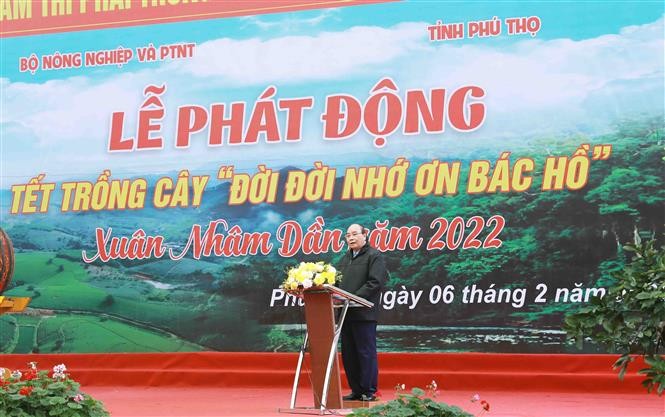 BỘ NÔNG NGHIỆP VÀ PTNT
TỈNH PHÚ THỌ
LỄ PHÁT ĐỘNG
TẾT TRỒNG CÂY "ĐỜI ĐỜI NHỚ ƠN BÁC HỒ"
Xuân Nhâm Dần năm 2022
Ngày 06 tháng 2 năm